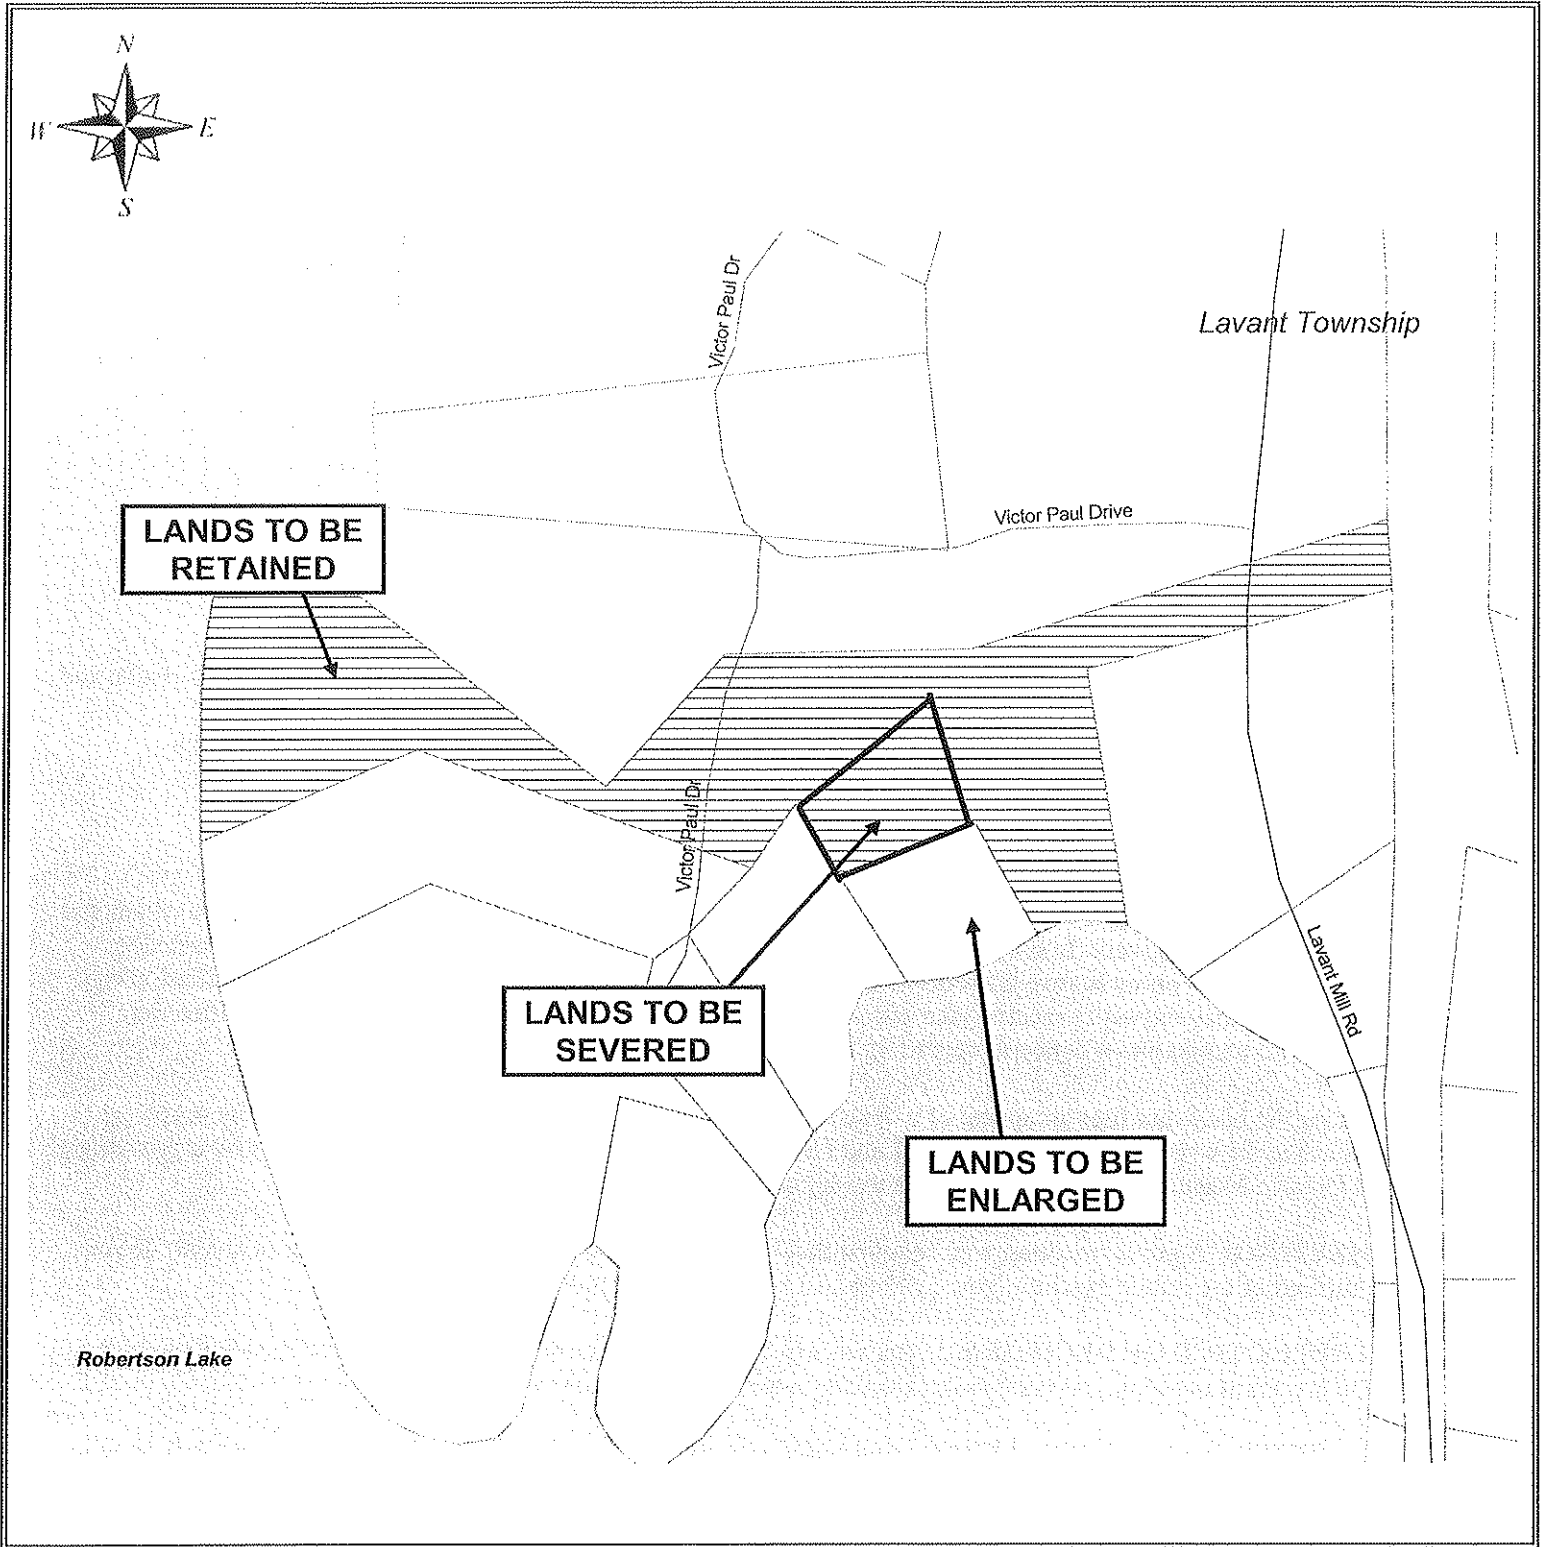 N
W E
S
Victor Paul Dr
Lavant Township
LANDS TO BE
RETAINED
Victor Paul Drive
Victor Paul Dr
Lavant Mill Rd
LANDS TO BE
SEVERED
LANDS TO BE
ENLARGED
Robertson Lake